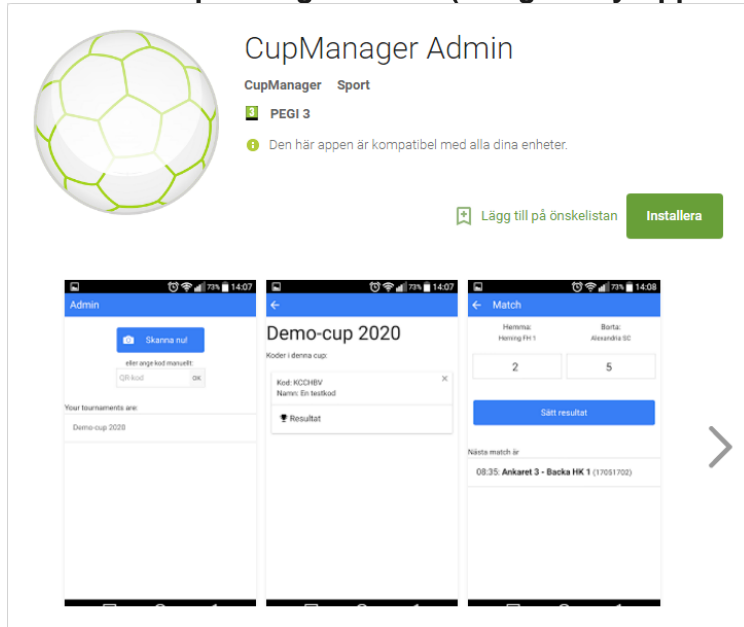 CupManager Admin
CupManager Sport
3 PEGI 3
Den här appen är kompatibel med alla dina enheter.
Lägg till på önskelistan
Installera
73% 14:07
Admin
Skanna nu!
eller ange kod manuellt:
QR-kod OK
Your tournaments are:
Demo-cup 2020
73% 14:07
Demo-cup 2020
Koder i denna cup:
Kod: KCCHBV
Namn: En testkod
Resultat
73% 14:08
Match
Hemma: Borta:
Herning FH 1 Alexandria SC
2 5
Sätt resultat
Nästa match är
08:35: Ankaret 3 - Backa HK 1 (17051702)